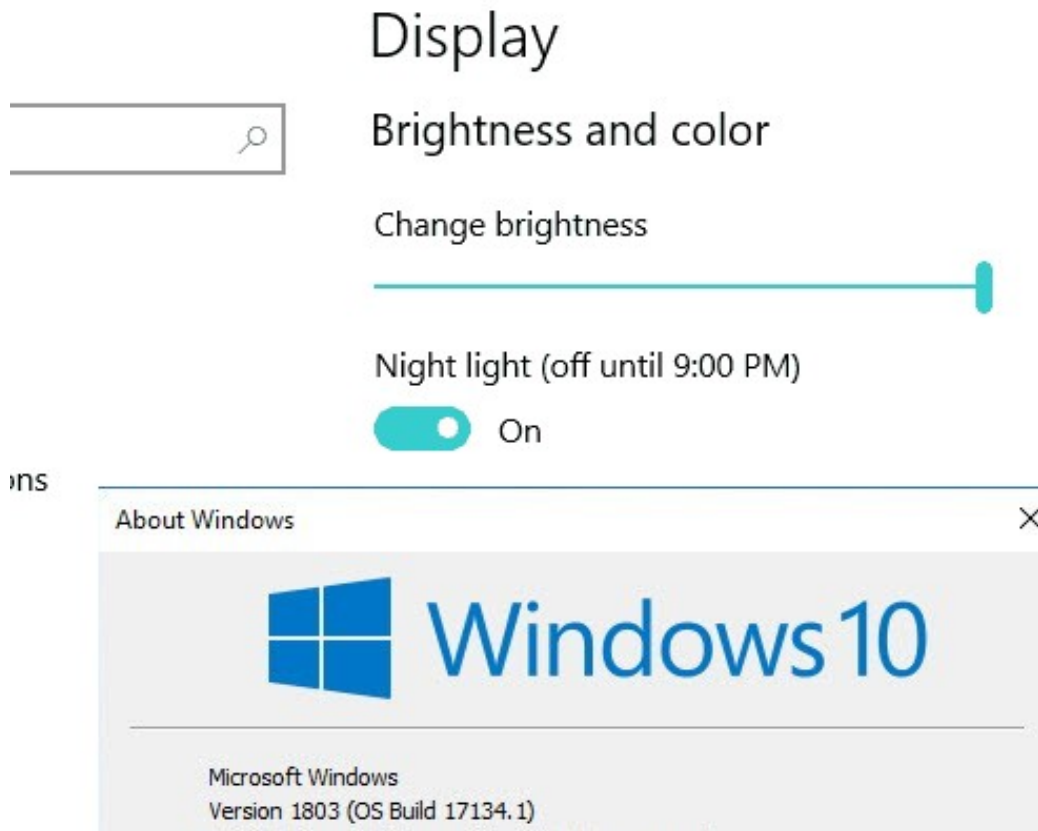 Display
Brightness and color
Change brightness
Night light (off until 9:00 PM)
On
ons
About Windows
Windows 10
Microsoft Windows
Version 1803 (OS Build 17134.1)